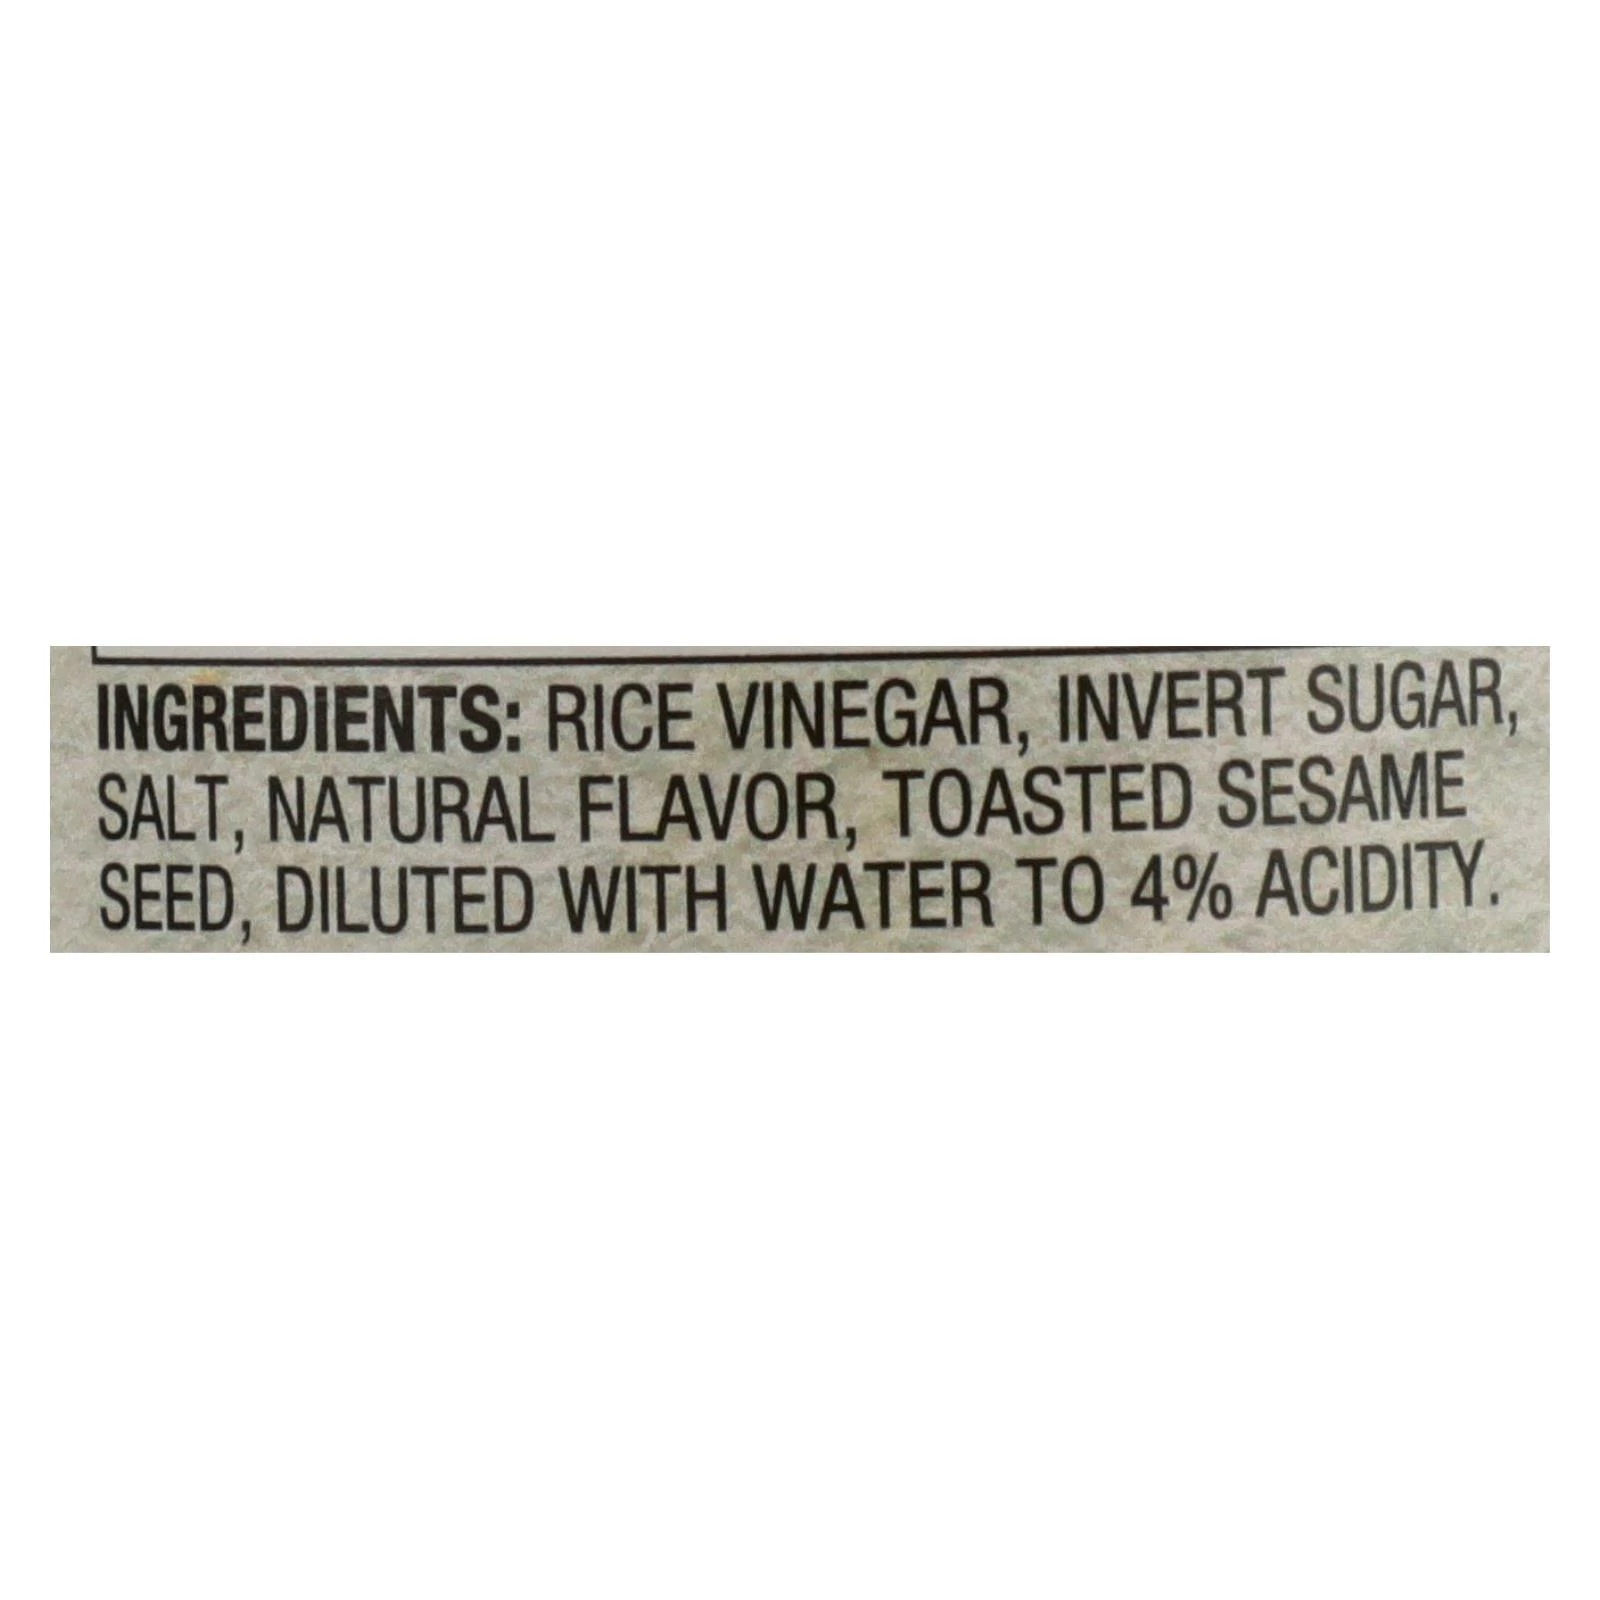 INGREDIENTS: RICE VINEGAR, INVERT SUGAR,
SALT, NATURAL FLAVOR, TOASTED SESAME
SEED, DILUTED WITH WATER TO 4% ACIDITY.